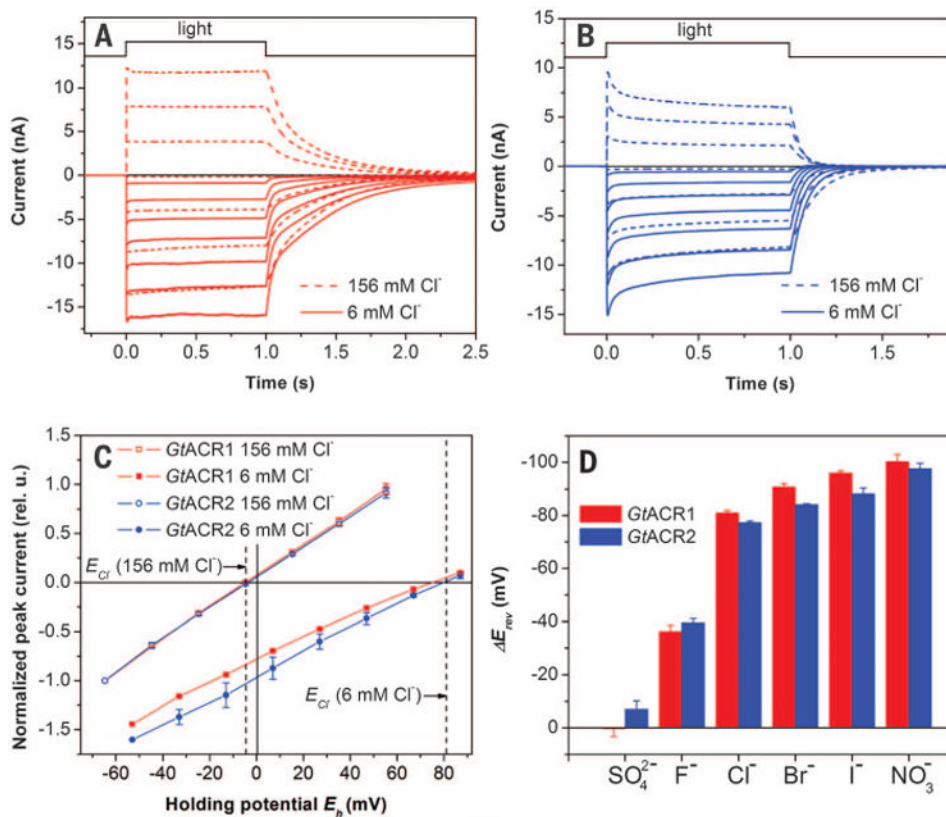 A
light
Current (nA)
15
10
5
0
-5
-10
-15
156 mM Cl⁻
6 mM Cl⁻
0.0 0.5 1.0 1.5 2.0 2.5
Time (s)
B
light
Current (nA)
15
10
5
0
-5
-10
-15
156 mM Cl⁻
6 mM Cl⁻
0.0 0.5 1.0 1.5
Time (s)
C
Normalized peak current (rel. u.)
1.5
1.0
0.5
0.0
-0.5
-1.0
-1.5
GtACR1 156 mM Cl⁻
GtACR1 6 mM Cl⁻
GtACR2 156 mM Cl⁻
GtACR2 6 mM Cl⁻
E_Cl⁻ (156 mM Cl⁻)
E_Cl⁻ (6 mM Cl⁻)
-60 -40 -20 0 20 40 60 80
Holding potential E_h (mV)
D
ΔE_rev (mV)
-100
-80
-60
-40
-20
0
GtACR1
GtACR2
SO₄²⁻ F⁻ Cl⁻ Br⁻ I⁻ NO₃⁻